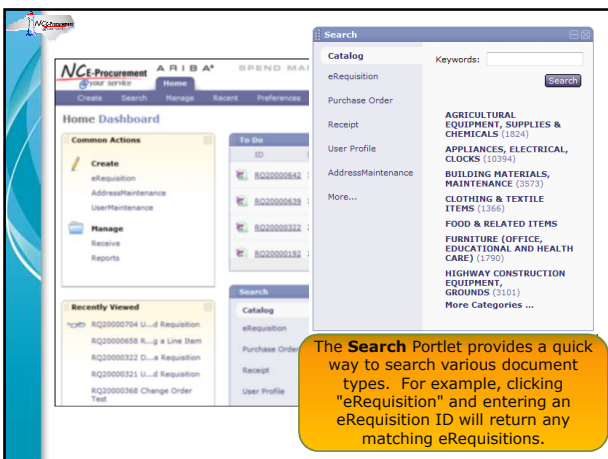 NCE-Procurement
@your service
ARIBA
SPEND MA
Home
Create Search Manage Recent Preferences
Home Dashboard
Common Actions
Create
eRequisition
AddressMaintenance
UserMaintenance
Manage
Receive
Reports
Recently Viewed
RQ20000704 U...d Requisition
RQ20000658 R...g a Line Item
RQ20000322 D...a Requisition
RQ20000321 U...d Requisition
RQ20000368 Change Order
Test
To Do
ID
RQ20000642
RQ20000639
RQ20000322
RQ20000192
Search
Catalog
eRequisition
Purchase Order
Receipt
User Profile
Search
Catalog
eRequisition
Purchase Order
Receipt
User Profile
AddressMaintenance
More...
Keywords:
Search
AGRICULTURAL
EQUIPMENT, SUPPLIES &
CHEMICALS (1824)
APPLIANCES, ELECTRICAL,
CLOCKS (10394)
BUILDING MATERIALS,
MAINTENANCE (3573)
CLOTHING & TEXTILE
ITEMS (1366)
FOOD & RELATED ITEMS
FURNITURE (OFFICE,
EDUCATIONAL AND HEALTH
CARE) (1790)
HIGHWAY CONSTRUCTION
EQUIPMENT,
GROUNDS (3101)
More Categories ...
The Search Portlet provides a quick
way to search various document
types. For example, clicking
"eRequisition" and entering an
eRequisition ID will return any
matching eRequisitions.